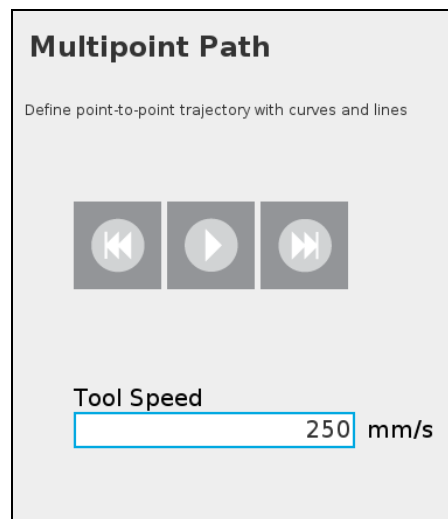 Multipoint Path
Define point-to-point trajectory with curves and lines
Tool Speed
250 mm/s